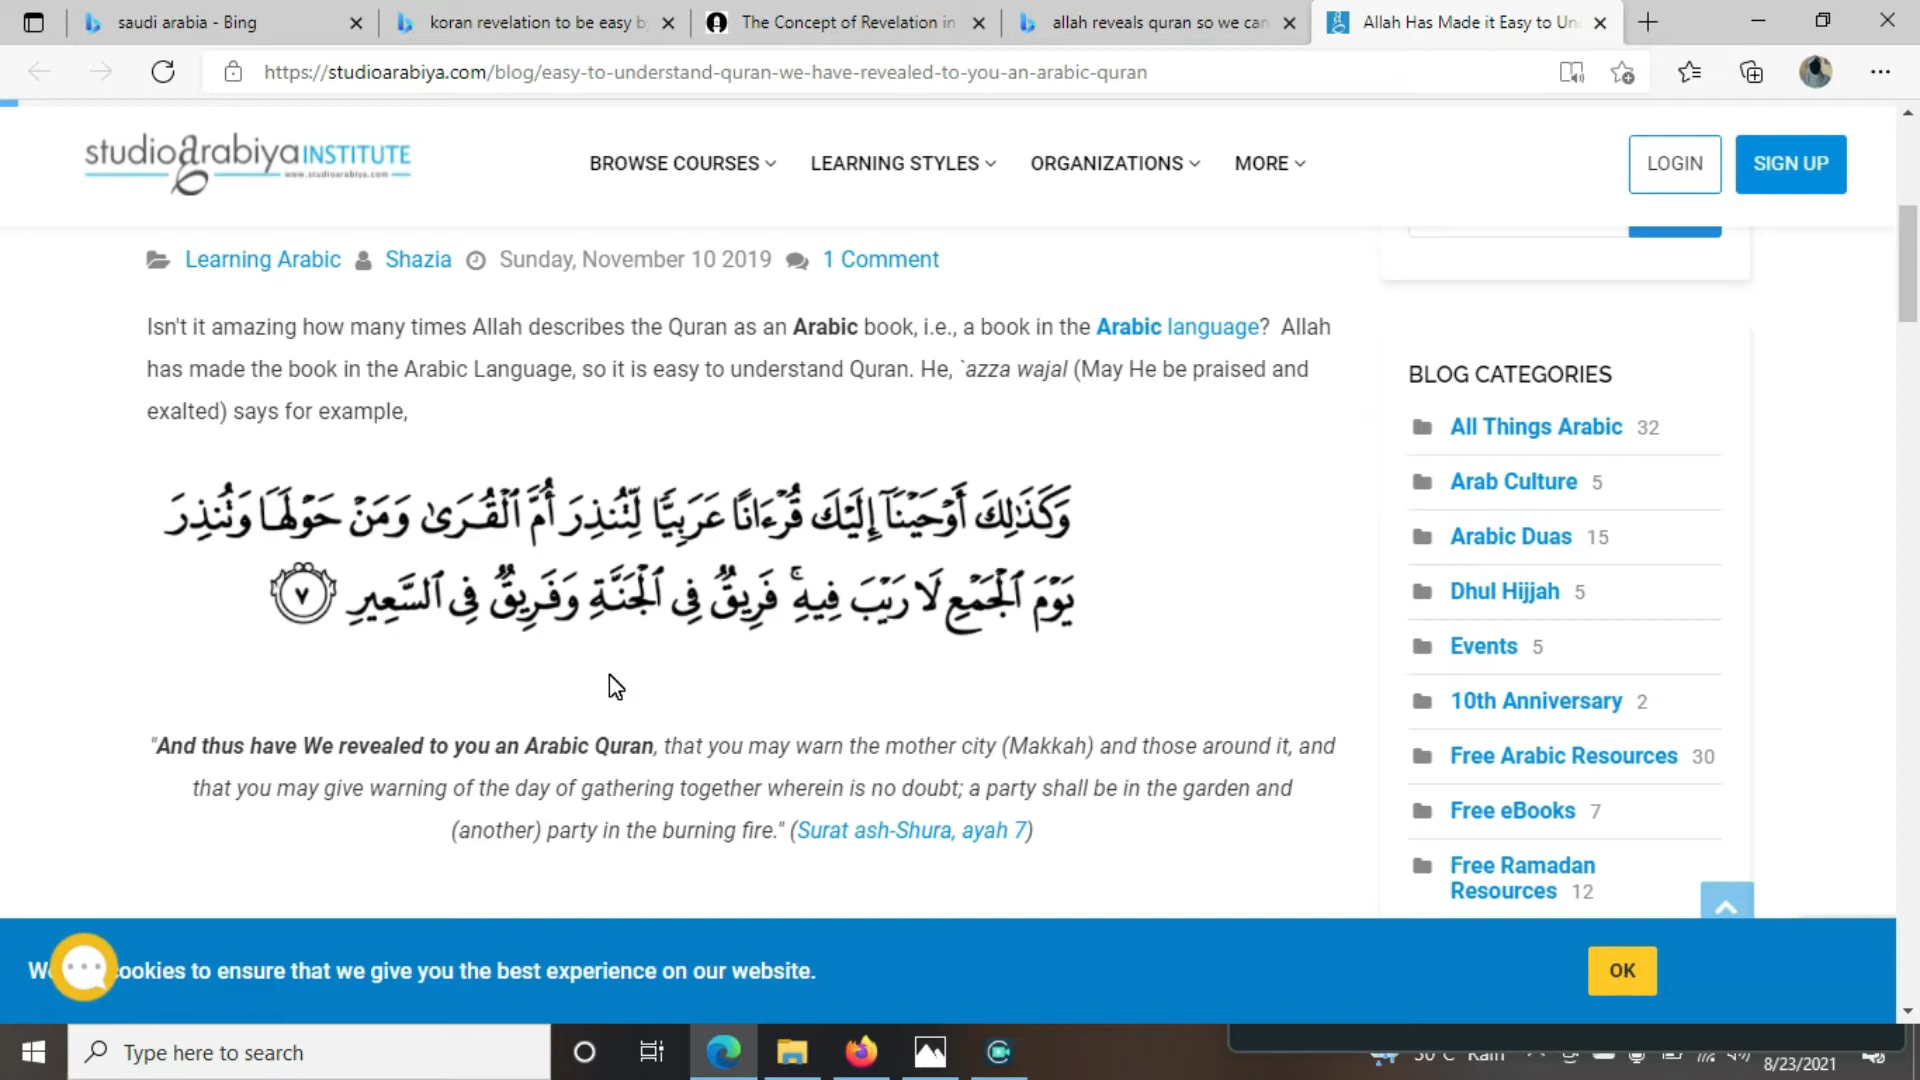 saudi arabia - Bing
koran revelation to be easy b
The Concept of Revelation in
allah reveals quran so we can
Allah Has Made it Easy to Un
https://studioarabiya.com/blog/easy-to-understand-quran-we-have-revealed-to-you-an-arabic-quran
studioarabiya INSTITUTE
www.studioarabiya.com
BROWSE COURSES
LEARNING STYLES
ORGANIZATIONS
MORE
LOGIN
SIGN UP
Learning Arabic Shazia Sunday, November 10 2019 1 Comment
Isn't it amazing how many times Allah describes the Quran as an Arabic book, i.e., a book in the Arabic language? Allah
has made the book in the Arabic Language, so it is easy to understand Quran. He, `azza wajal (May He be praised and
exalted) says for example,
وَكَذَٰلِكَ أَوْحَيْنَآ إِلَيْكَ قُرْءَانًا عَرَبِيًّا لِّتُنذِرَ أُمَّ ٱلْقُرَىٰ وَمَنْ حَوْلَهَا وَتُنذِرَ
يَوْمَ ٱلْجَمْعِ لَا رَيْبَ فِيهِ ۚ فَرِيقٌ فِى ٱلْجَنَّةِ وَفَرِيقٌ فِى ٱلسَّعِيرِ ٧
"And thus have We revealed to you an Arabic Quran, that you may warn the mother city (Makkah) and those around it, and
that you may give warning of the day of gathering together wherein is no doubt; a party shall be in the garden and
(another) party in the burning fire." (Surat ash-Shura, ayah 7)
BLOG CATEGORIES
All Things Arabic 32
Arab Culture 5
Arabic Duas 15
Dhul Hijjah 5
Events 5
10th Anniversary 2
Free Arabic Resources 30
Free eBooks 7
Free Ramadan
Resources 12
We ookies to ensure that we give you the best experience on our website.
OK
Type here to search
30°C Rain
8/23/2021